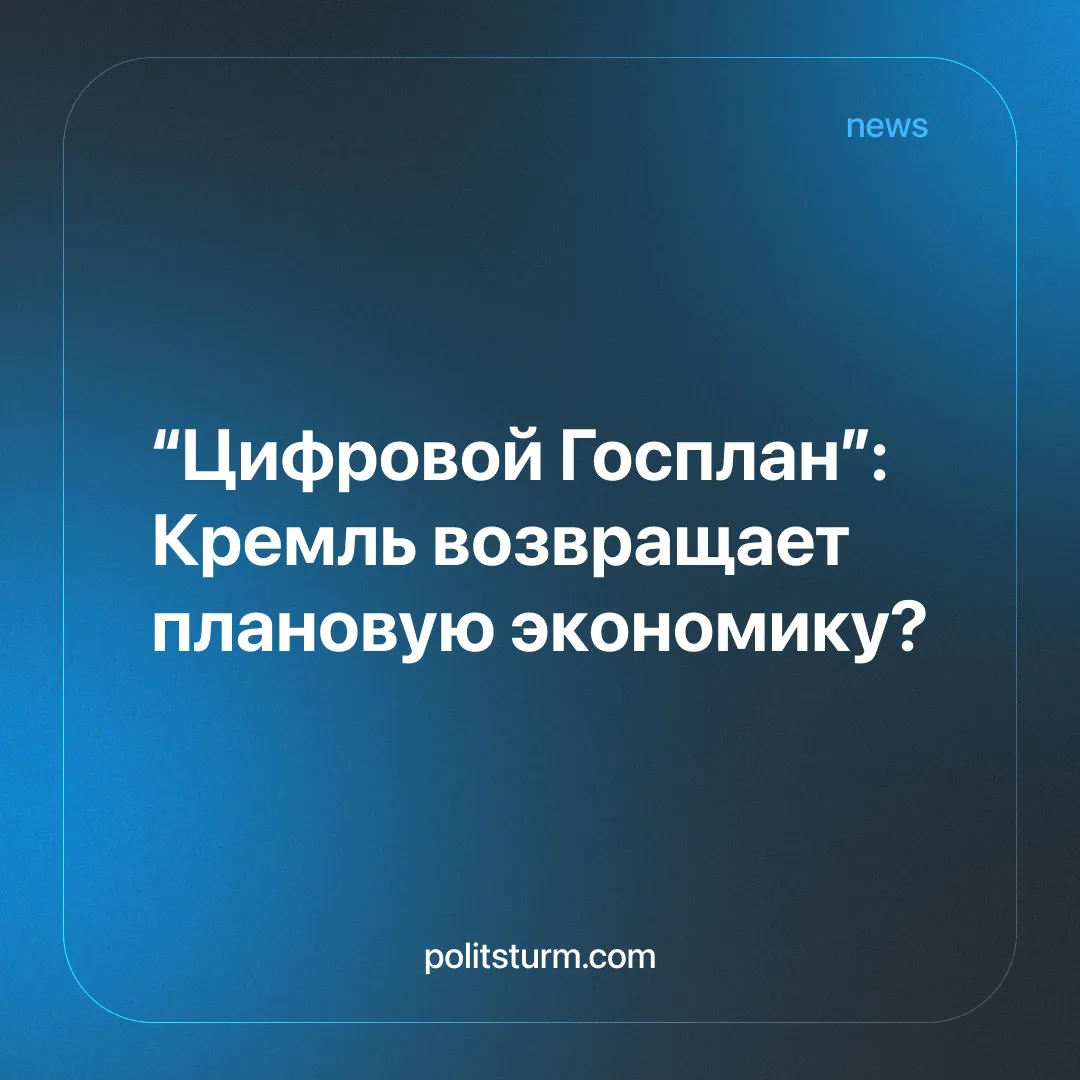 news
“Цифровой Госплан”:
Кремль возвращает
плановую экономику?
politsturm.com